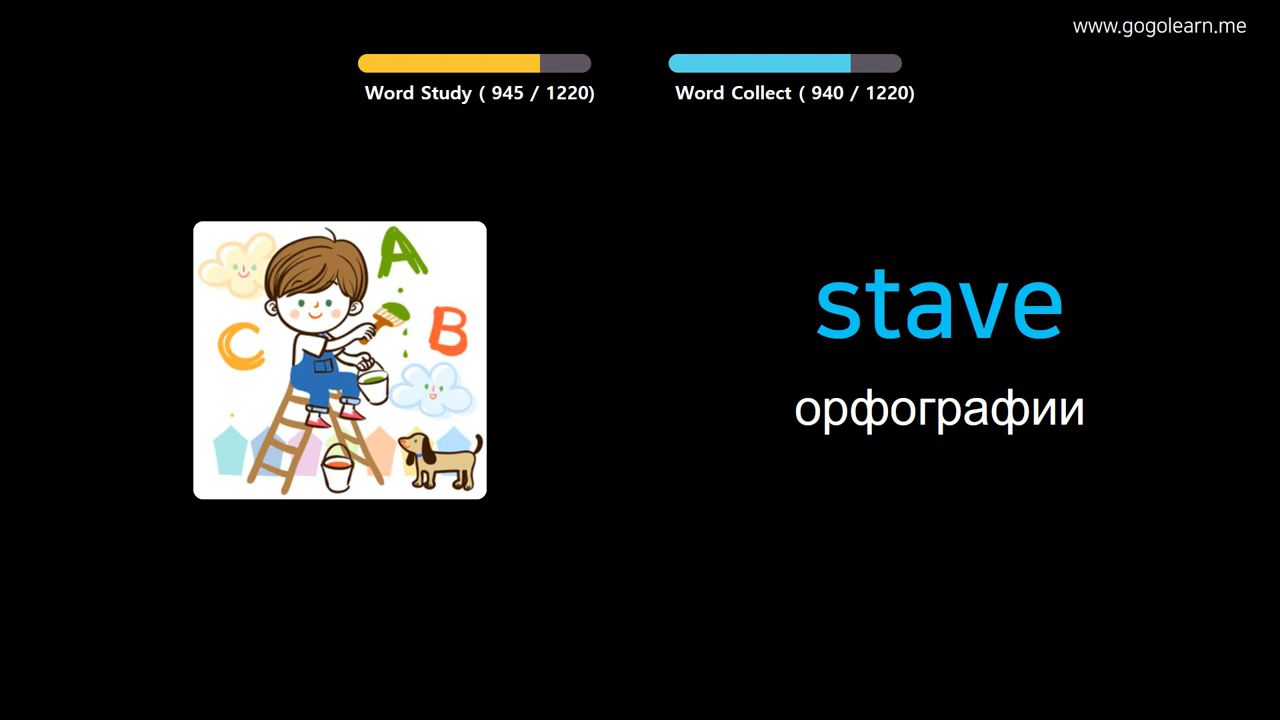 www.gogolearn.me
Word Study ( 945 / 1220)
Word Collect ( 940 / 1220)
A
B
C
stave
орфографии